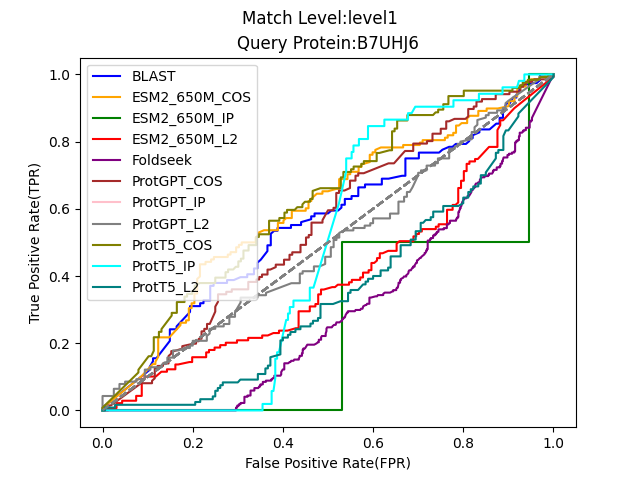 Match Level:level1
Query Protein:B7UHJ6
True Positive Rate(TPR)
1.0
0.8
0.6
0.4
0.2
0.0
BLAST
ESM2_650M_COS
ESM2_650M_IP
ESM2_650M_L2
Foldseek
ProtGPT_COS
ProtGPT_IP
ProtGPT_L2
ProtT5_COS
ProtT5_IP
ProtT5_L2
0.0 0.2 0.4 0.6 0.8 1.0
False Positive Rate(FPR)